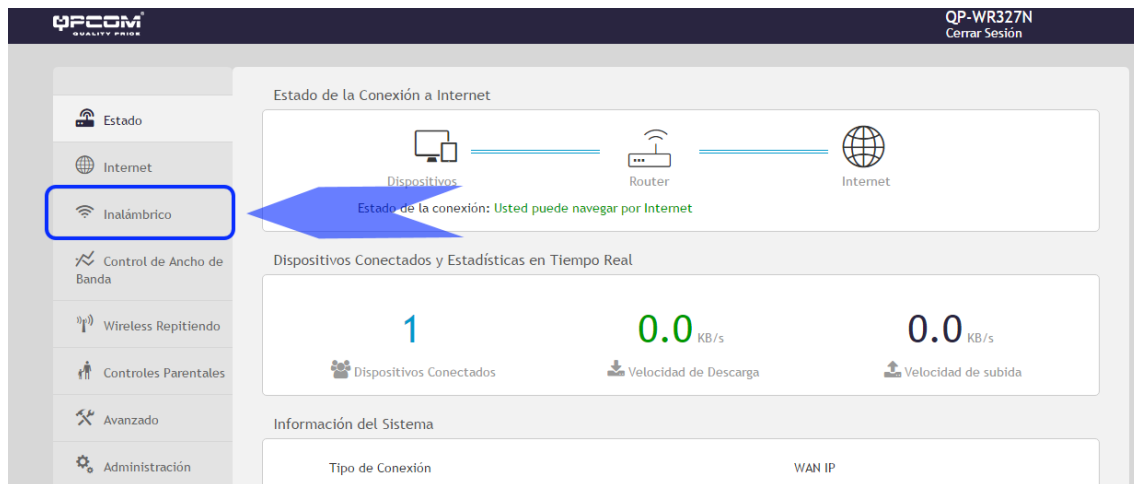 QPCOM
QUALITY PRIDE
QP-WR327N
Cerrar Sesión
Estado
Internet
Inalámbrico
Control de Ancho de
Banda
Wireless Repitiendo
Controles Parentales
Avanzado
Administración
Estado de la Conexión a Internet
Dispositivos
Router
Internet
Estado de la conexión: Usted puede navegar por Internet
Dispositivos Conectados y Estadísticas en Tiempo Real
1
0.0 KB/s
0.0 KB/s
Dispositivos Conectados
Velocidad de Descarga
Velocidad de subida
Información del Sistema
Tipo de Conexión
WAN IP